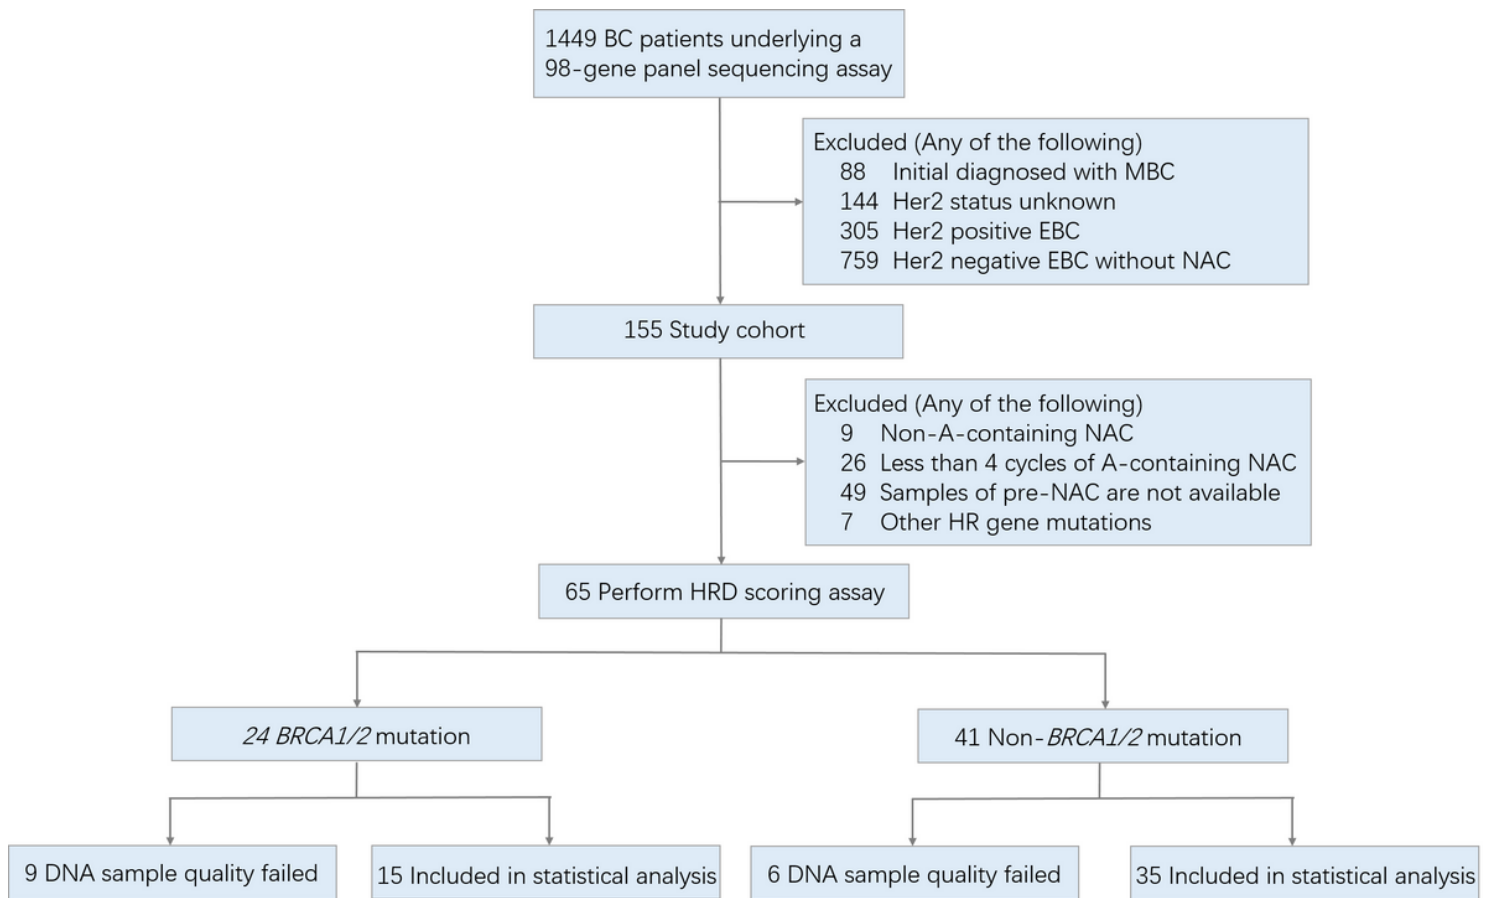 1449 BC patients underlying a
98-gene panel sequencing assay
Excluded (Any of the following)
88 Initial diagnosed with MBC
144 Her2 status unknown
305 Her2 positive EBC
759 Her2 negative EBC without NAC
155 Study cohort
Excluded (Any of the following)
9 Non-A-containing NAC
26 Less than 4 cycles of A-containing NAC
49 Samples of pre-NAC are not available
7 Other HR gene mutations
65 Perform HRD scoring assay
24 BRCA1/2 mutation
41 Non-BRCA1/2 mutation
9 DNA sample quality failed
15 Included in statistical analysis
6 DNA sample quality failed
35 Included in statistical analysis